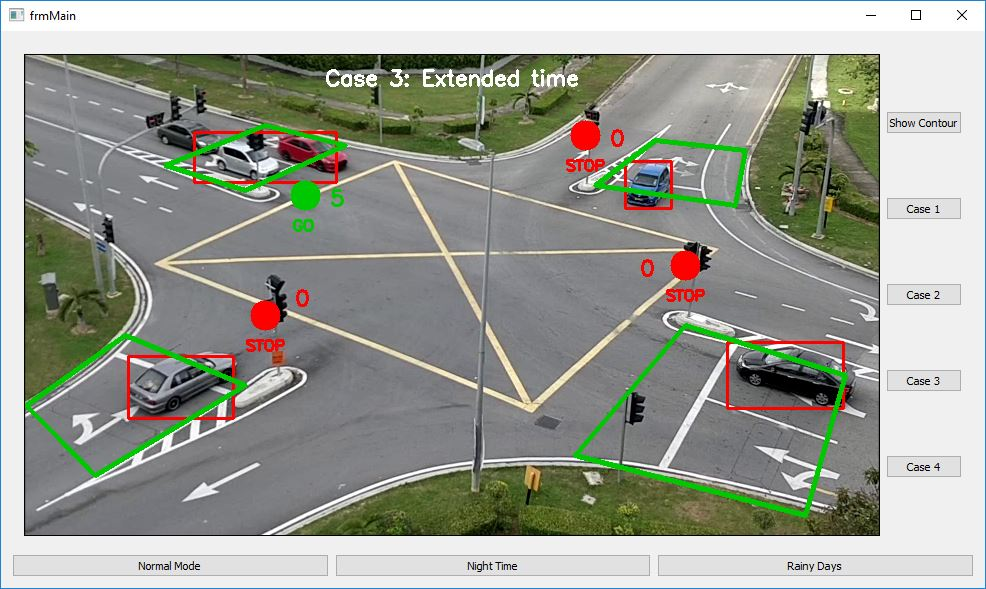 frmMain
Case 3: Extended time
Show Contour
0
STOP
5
GO
Case 1
0
STOP
0
STOP
Case 2
Case 3
Case 4
Normal Mode
Night Time
Rainy Days